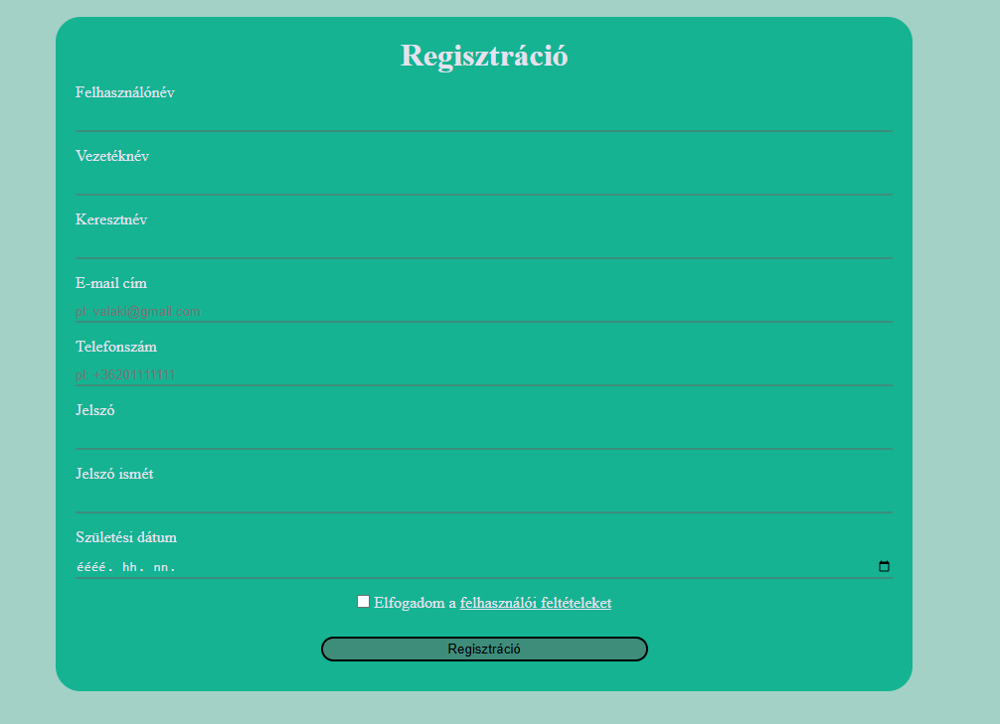 Regisztráció
Felhasználónév
Vezetéknév
Keresztnév
E-mail cím
pl: valaki@gmail.com
Telefonszám
pl: +36201111111
Jelszó
Jelszó ismét
Születési dátum
éééé. hh. nn.
Elfogadom a felhasználói feltételeket
Regisztráció